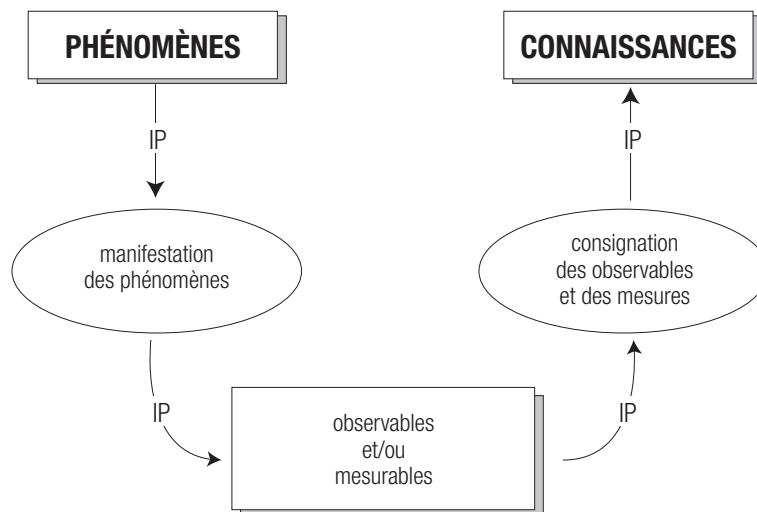 PHÉNOMÈNES
IP
manifestation
des phénomènes
IP
observables
et/ou
mesurables
IP
consignation
des observables
et des mesures
IP
CONNAISSANCES